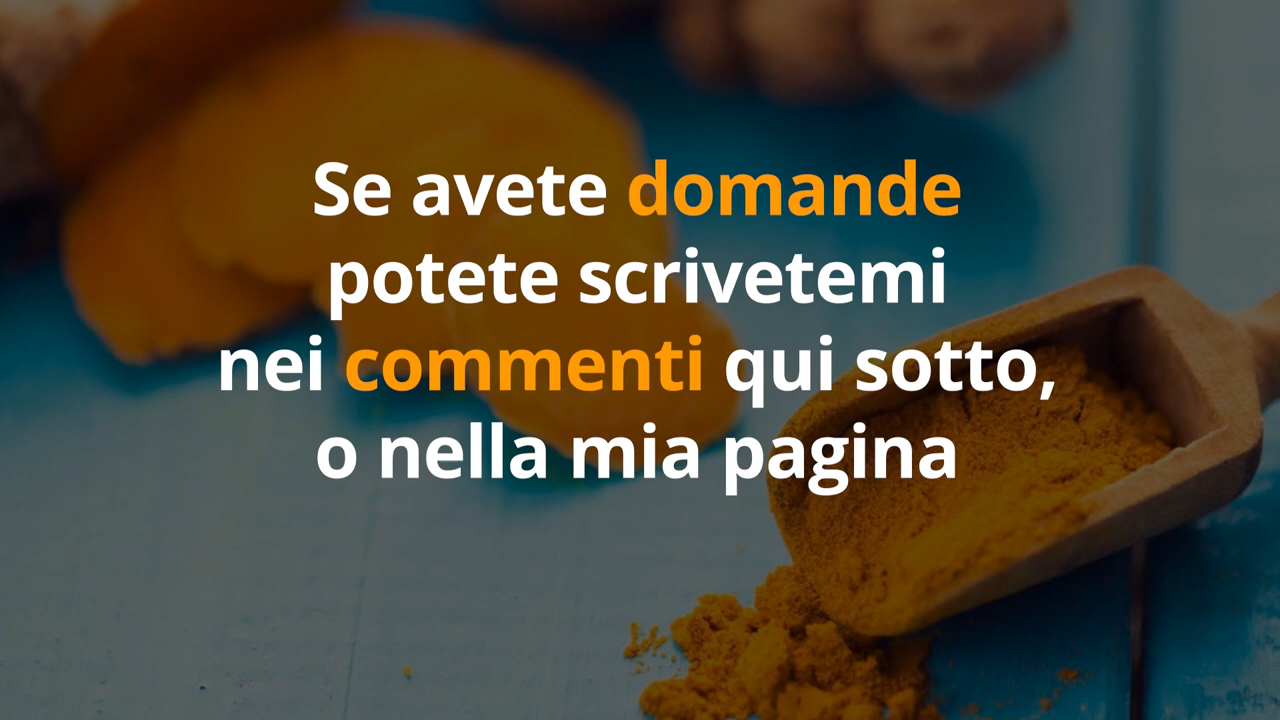 Se avete domande
potete scrivetemi
nei commenti qui sotto,
o nella mia pagina